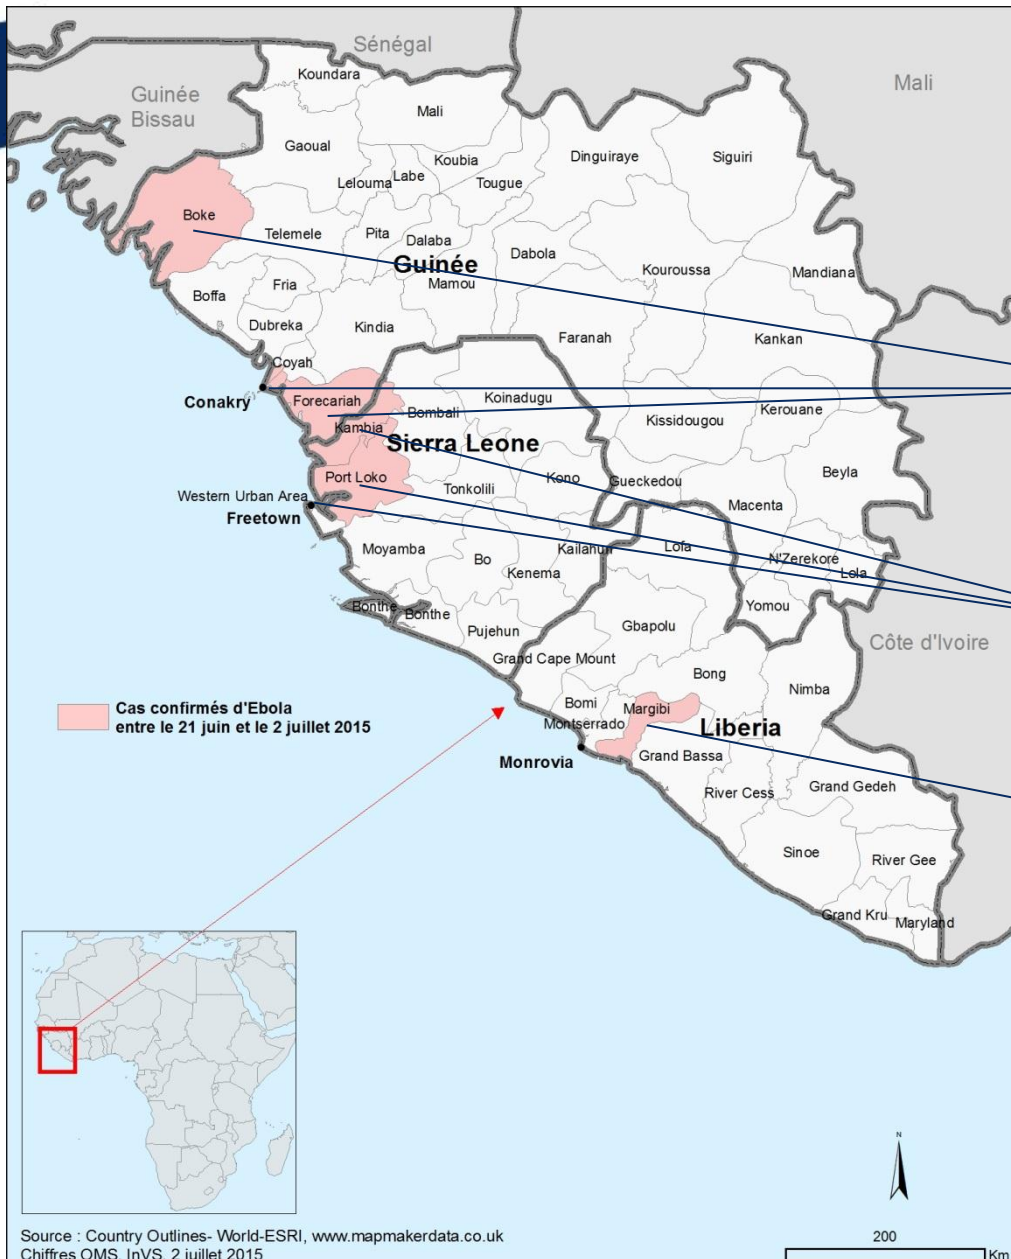 Sénégal
Mali
Guinée
Bissau
Koundara
Mali
Gaoual
Koubia
Dinguiraye
Siguiri
Lelouma
Labe
Tougue
Boke
Telemele
Pita
Dalaba
Dabola
Guinée
Kouroussa
Mandiana
Mamou
Boffa
Fria
Dubreka
Kindia
Faranah
Kankan
Coyah
Conakry
Forecariah
Bombali
Koinadugu
Kissidougou
Kerouane
Kambia
Sierra Leone
Beyla
Port Loko
Kono
Gueckedou
Western Urban Area
Tonkolili
Macenta
Freetown
Moyamba
Bo
Kailahun
Lofa
N'Zerekore
Lola
Kenema
Yomou
Bonthe
Bonthe
Pujehun
Gbapolu
Côte d'Ivoire
Grand Cape Mount
Bong
Nimba
Bomi
Margibi
Cas confirmés d'Ebola
entre le 21 juin et le 2 juillet 2015
Montserrado
Liberia
Monrovia
Grand Bassa
River Cess
Grand Gedeh
Sinoe
River Gee
Grand Kru
Maryland
N
Source : Country Outlines- World-ESRI, www.mapmakerdata.co.uk
Chiffres OMS, InVS, 2 juillet 2015
200
Km